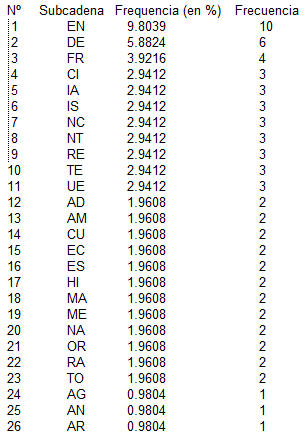 Nº Subcadena Frequencia (en %) Frecuencia
1 EN 9.8039 10
2 DE 5.8824 6
3 FR 3.9216 4
4 CI 2.9412 3
5 IA 2.9412 3
6 IS 2.9412 3
7 NC 2.9412 3
8 NT 2.9412 3
9 RE 2.9412 3
10 TE 2.9412 3
11 UE 2.9412 3
12 AD 1.9608 2
13 AM 1.9608 2
14 CU 1.9608 2
15 EC 1.9608 2
16 ES 1.9608 2
17 HI 1.9608 2
18 MA 1.9608 2
19 ME 1.9608 2
20 NA 1.9608 2
21 OR 1.9608 2
22 RA 1.9608 2
23 TO 1.9608 2
24 AG 0.9804 1
25 AN 0.9804 1
26 AR 0.9804 1